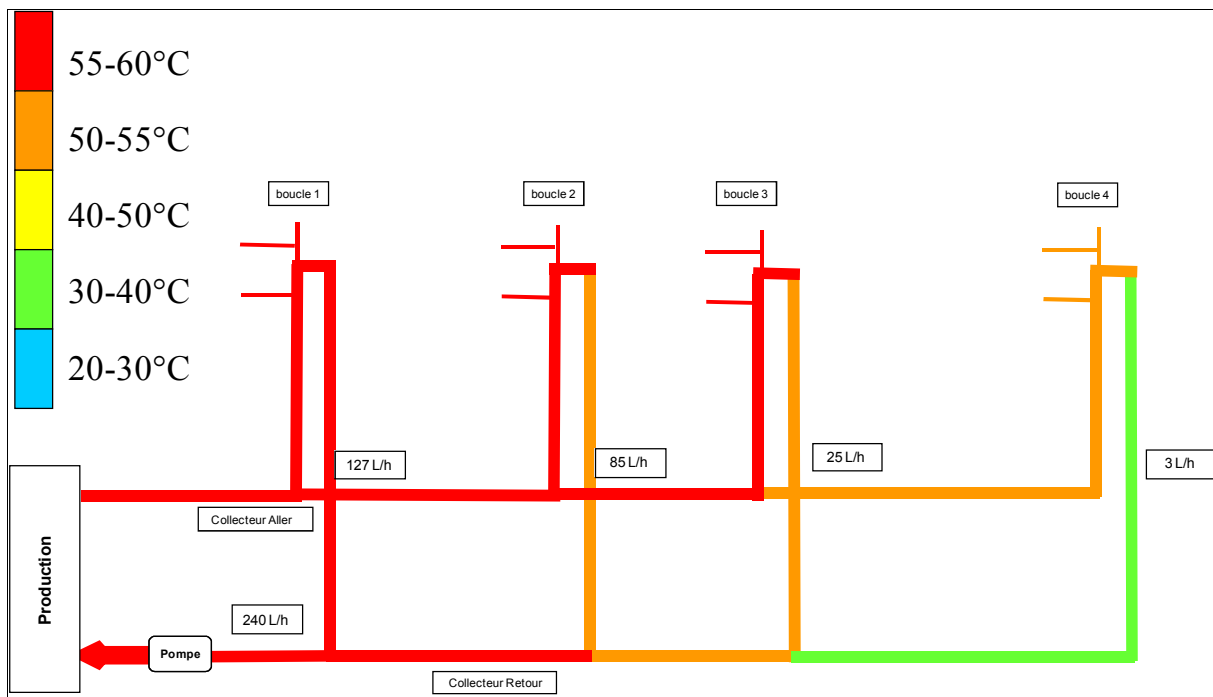 55-60°C
50-55°C
40-50°C
30-40°C
20-30°C
boucle 1
boucle 2
boucle 3
boucle 4
127 L/h
85 L/h
25 L/h
3 L/h
Collecteur Aller
Production
240 L/h
Pompe
Collecteur Retour